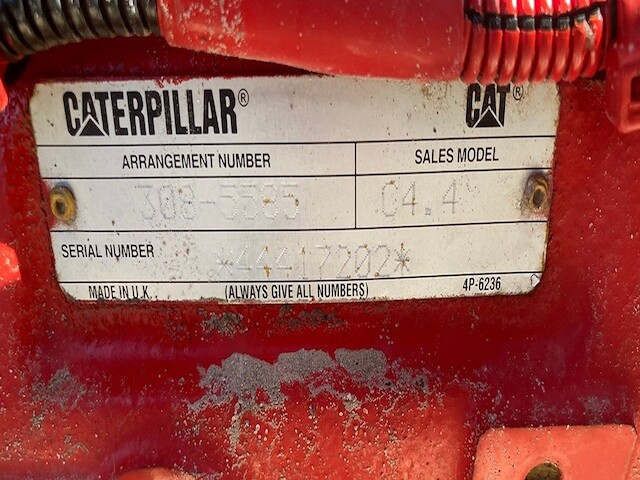 CATERPILLAR® CAT®
ARRANGEMENT NUMBER SALES MODEL
308-5585 C4.4
SERIAL NUMBER *44417202*
MADE IN U.K. (ALWAYS GIVE ALL NUMBERS) 4P-6236